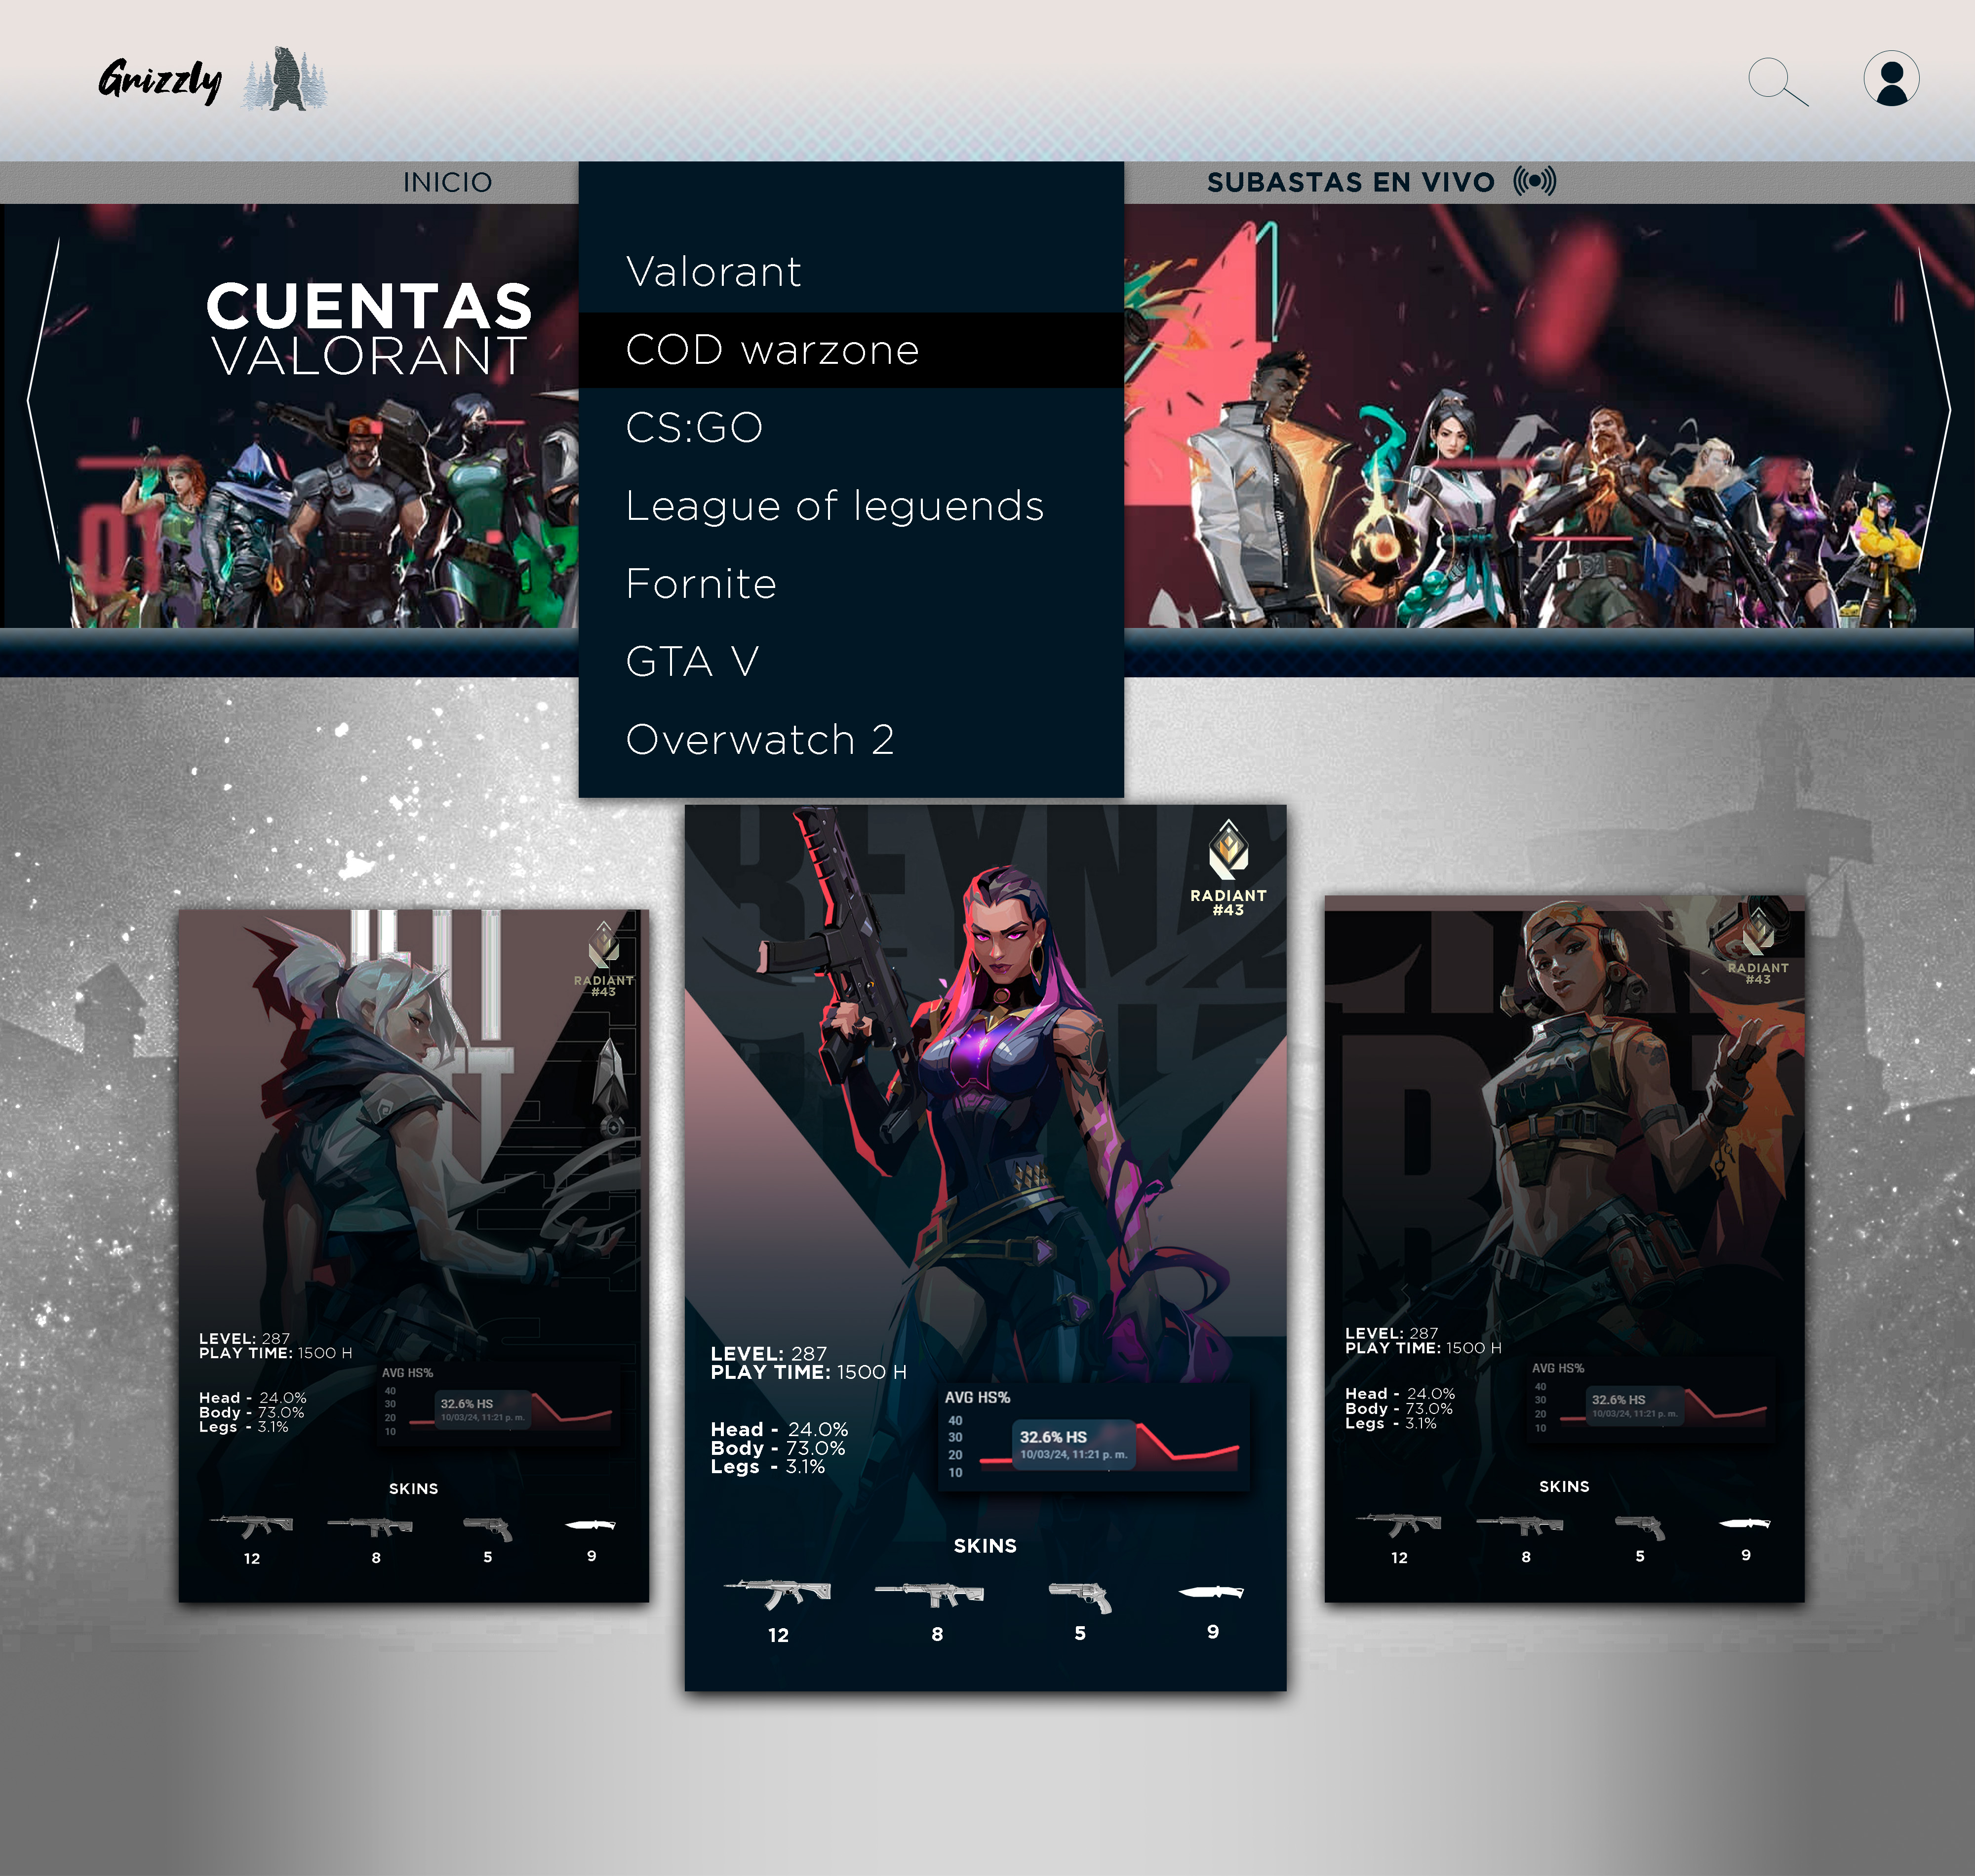 Grizzly
INICIO
SUBASTAS EN VIVO
CUENTAS
VALORANT
Valorant
COD warzone
CS:GO
League of leguends
Fornite
GTA V
Overwatch 2
01
RADIANT
#43
LEVEL: 287
PLAY TIME: 1500 H
Head - 24.0%
Body - 73.0%
Legs - 3.1%
AVG HS%
40
30
20
10
32.6% HS
10/03/24, 11:21 p. m.
SKINS
12 8 5 9
REYNA
RADIANT
#43
LEVEL: 287
PLAY TIME: 1500 H
Head - 24.0%
Body - 73.0%
Legs - 3.1%
AVG HS%
40
30
20
10
32.6% HS
10/03/24, 11:21 p. m.
SKINS
12 8 5 9
RADIANT
#43
LEVEL: 287
PLAY TIME: 1500 H
Head - 24.0%
Body - 73.0%
Legs - 3.1%
AVG HS%
40
30
20
10
32.6% HS
10/03/24, 11:21 p. m.
SKINS
12 8 5 9